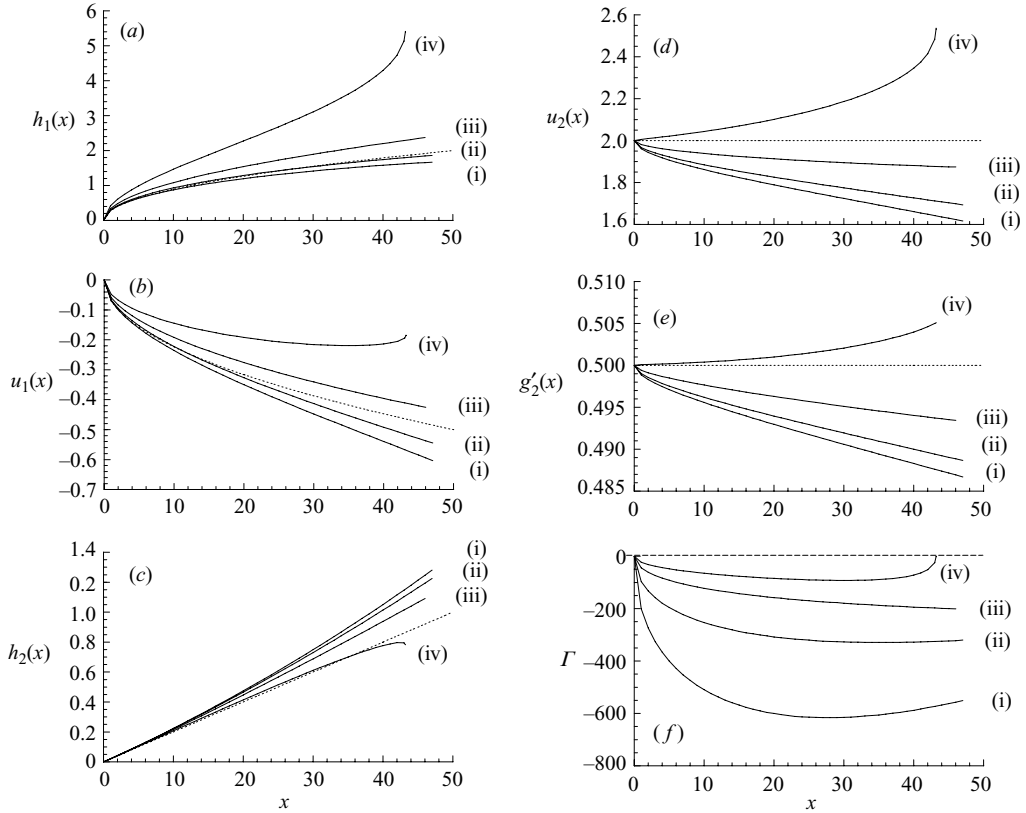 (a)
h₁(x)
6
5
4
3
2
1
0
0 10 20 30 40 50
(iv)
(iii)
(ii)
(i)
(d)
u₂(x)
2.6
2.4
2.2
2.0
1.8
1.6
0 10 20 30 40 50
(iv)
(iii)
(ii)
(i)
(b)
u₁(x)
0
–0.1
–0.2
–0.3
–0.4
–0.5
–0.6
–0.7
0 10 20 30 40 50
(iv)
(iii)
(ii)
(i)
(e)
g′₂(x)
0.510
0.505
0.500
0.495
0.490
0.485
0 10 20 30 40 50
(iv)
(iii)
(ii)
(i)
(c)
h₂(x)
1.4
0.2
1.0
0.8
0.6
0.4
0.2
0
0 10 20 30 40 50
x
(i)
(ii)
(iii)
(iv)
(f)
Γ
0
–200
–400
–600
–800
0 10 20 30 40 50
x
(iv)
(iii)
(ii)
(i)